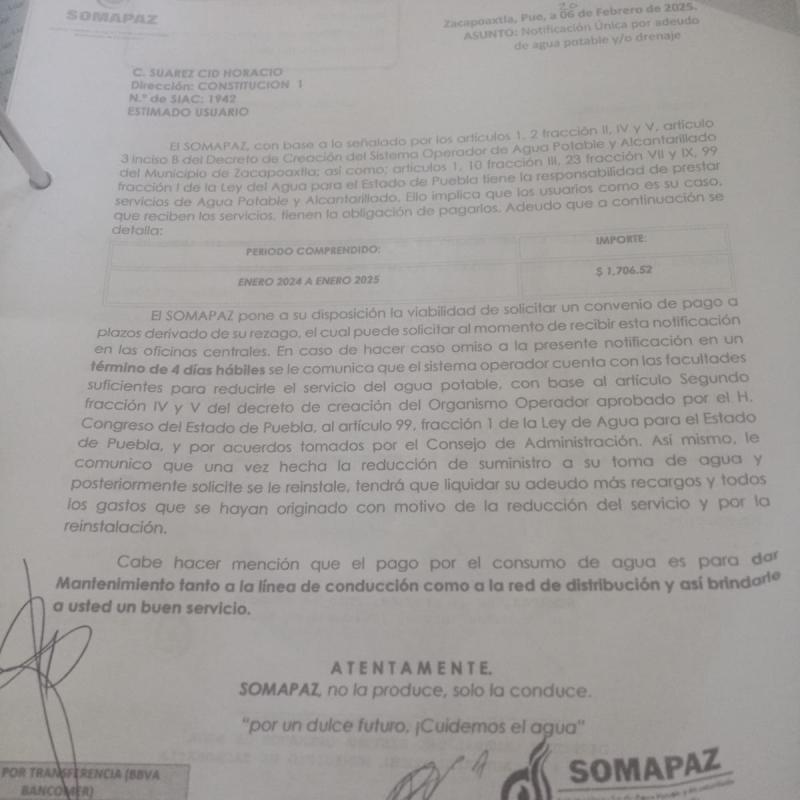 SOMAPAZ
20
Zacapoaxtla, Pue, a 06 de Febrero de 2025.
ASUNTO: Notificación Única por adeudo
de agua potable y/o drenaje
C. SUAREZ CID HORACIO
Dirección: CONSTITUCION 1
N.º de SIAC: 1942
ESTIMADO USUARIO
El SOMAPAZ, con base a lo señalado por los artículos 1, 2 fracción II, IV y V, artículo
3 inciso B del Decreto de Creación del Sistema Operador de Agua Potable y Alcantarillado
del Municipio de Zacapoaxtla; así como; artículos 1, 10 fracción III, 23 fracción VII y IX, 99
fracción I de la Ley del Agua para el Estado de Puebla tiene la responsabilidad de prestar
servicios de Agua Potable y Alcantarillado. Ello implica que los usuarios como es su caso,
que reciben los servicios, tienen la obligación de pagarlos. Adeudo que a continuación se
detalla:
PERIODO COMPRENDIDO: IMPORTE:
ENERO 2024 A ENERO 2025 $ 1,706.52
El SOMAPAZ pone a su disposición la viabilidad de solicitar un convenio de pago a
plazos derivado de su rezago, el cual puede solicitar al momento de recibir esta notificación
en las oficinas centrales. En caso de hacer caso omiso a la presente notificación en un
término de 4 días hábiles se le comunica que el sistema operador cuenta con las facultades
suficientes para reducirle el servicio del agua potable, con base al artículo Segundo
fracción IV y V del decreto de creación del Organismo Operador aprobado por el H.
Congreso del Estado de Puebla, al artículo 99, fracción 1 de la Ley de Agua para el Estado
de Puebla, y por acuerdos tomados por el Consejo de Administración. Así mismo, le
comunico que una vez hecha la reducción de suministro a su toma de agua y
posteriormente solicite se le reinstale, tendrá que liquidar su adeudo más recargos y todos
los gastos que se hayan originado con motivo de la reducción del servicio y por la
reinstalación.
Cabe hacer mención que el pago por el consumo de agua es para dar
Mantenimiento tanto a la línea de conducción como a la red de distribución y así brindarle
a usted un buen servicio.
ATENTAMENTE.
SOMAPAZ, no la produce, solo la conduce.
"por un dulce futuro, ¡Cuidemos el agua"
POR TRANSFERENCIA (BBVA
BANCOMER)
SOMAPAZ